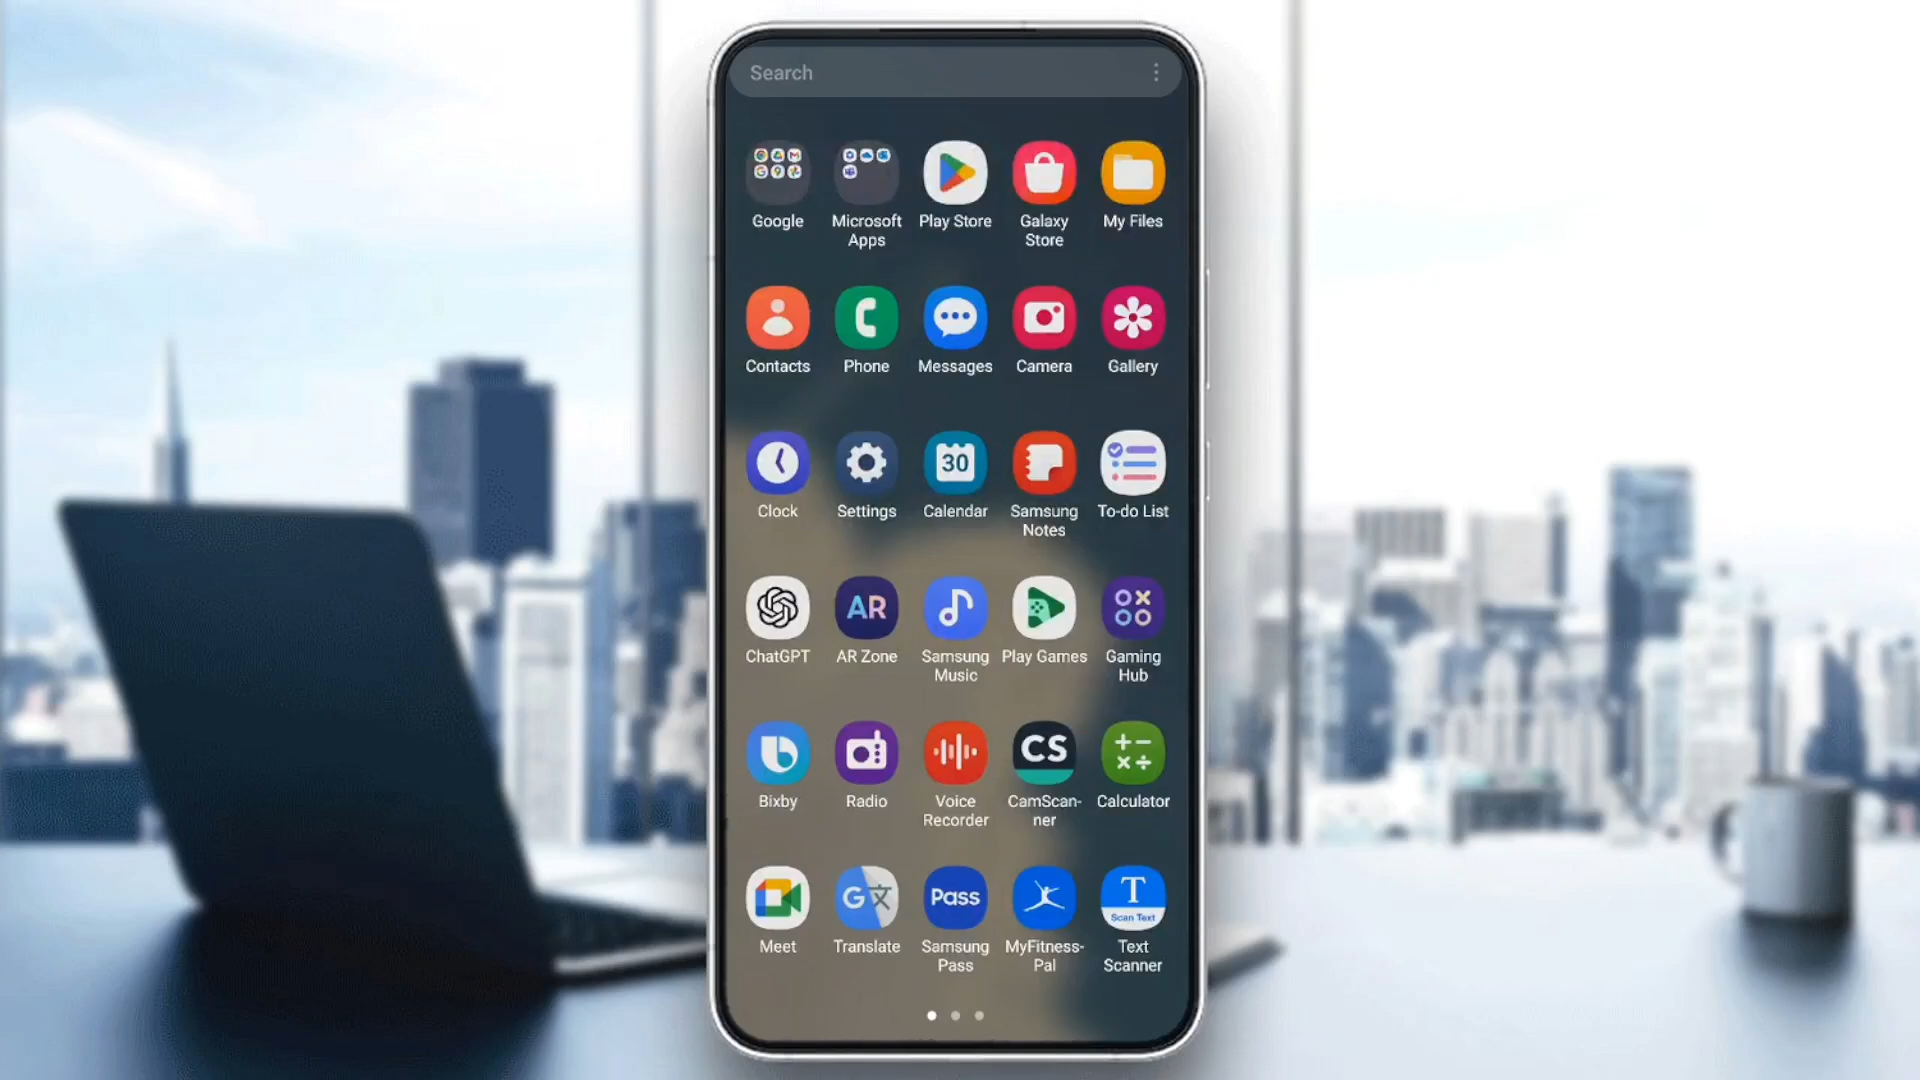 Search
Google
Microsoft
Apps
Play Store
Galaxy
Store
My Files
Contacts
Phone
Messages
Camera
Gallery
Clock
Settings
30
Calendar
Samsung
Notes
To-do List
ChatGPT
AR
AR Zone
Samsung
Music
Play Games
Gaming
Hub
Bixby
Radio
Voice
Recorder
CS
CamScan-
ner
Calculator
Meet
G文
Translate
Pass
Samsung
Pass
MyFitness-
Pal
T
Scan Text
Text
Scanner